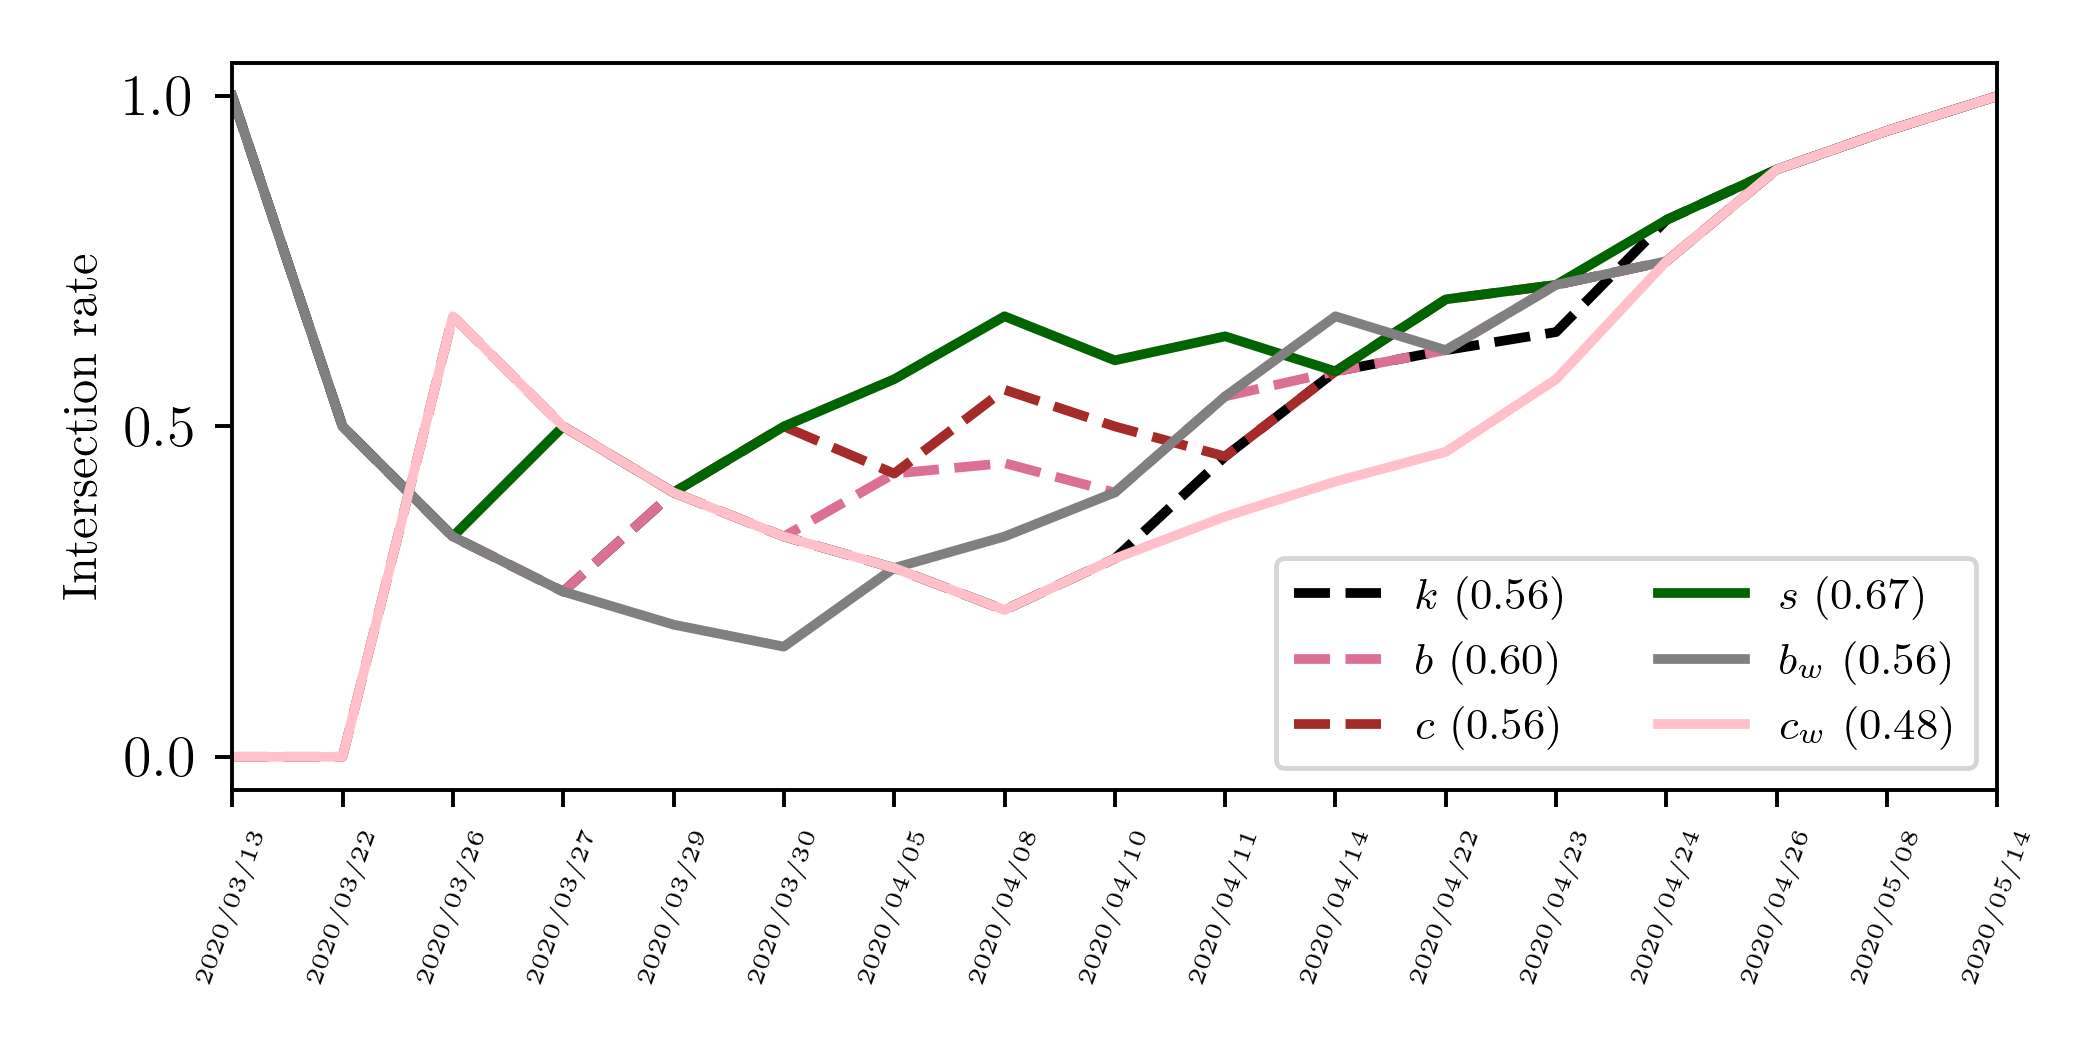 1.0
0.5
0.0
Intersection rate
k (0.56)
b (0.60)
c (0.56)
s (0.67)
b_w (0.56)
c_w (0.48)
2020/03/13
2020/03/22
2020/03/26
2020/03/27
2020/03/29
2020/03/30
2020/04/05
2020/04/08
2020/04/10
2020/04/11
2020/04/14
2020/04/22
2020/04/23
2020/04/24
2020/04/26
2020/05/08
2020/05/14